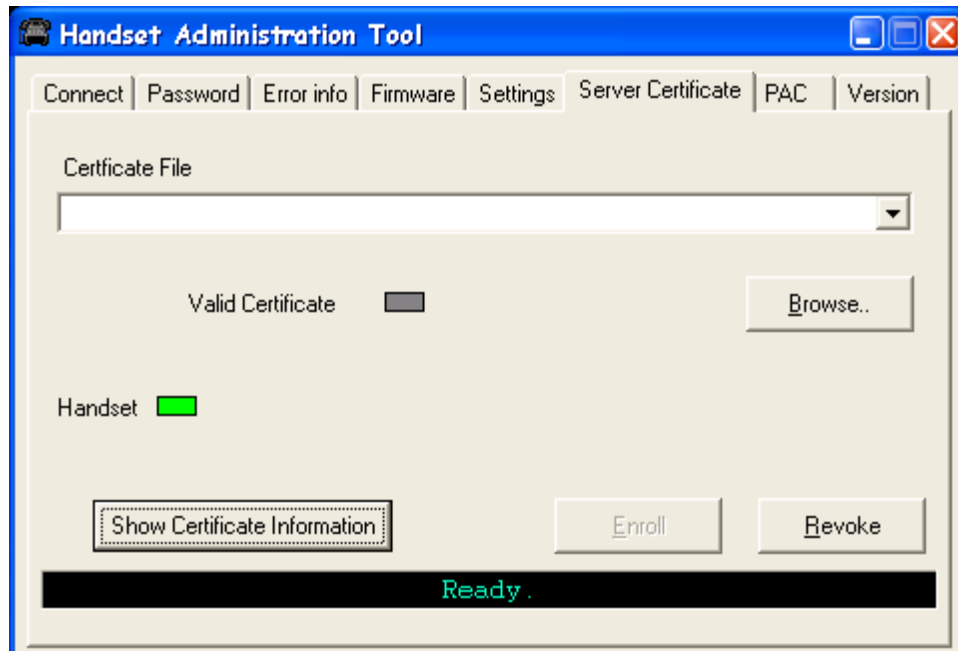 Handset Administration Tool
Connect Password Error info Firmware Settings Server Certificate PAC Version
Certficate File
Valid Certificate Browse..
Handset
Show Certificate Information Enroll Revoke
Ready.